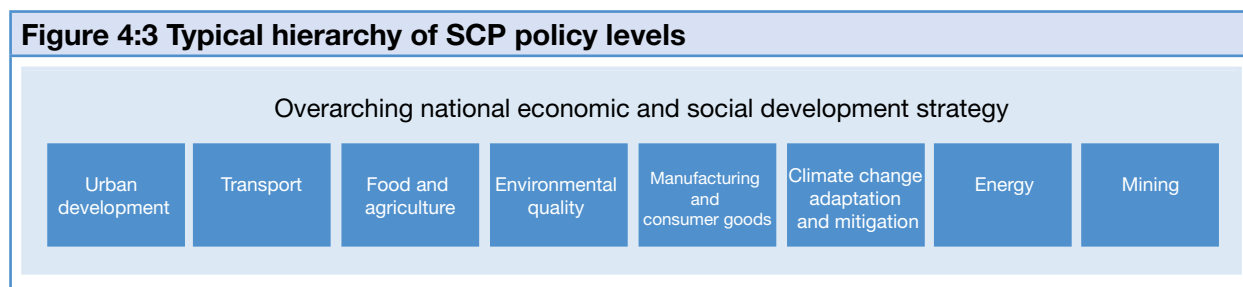 Figure 4:3 Typical hierarchy of SCP policy levels
Overarching national economic and social development strategy
Urban
development
Transport
Food and
agriculture
Environmental
quality
Manufacturing
and
consumer goods
Climate change
adaptation
and mitigation
Energy
Mining